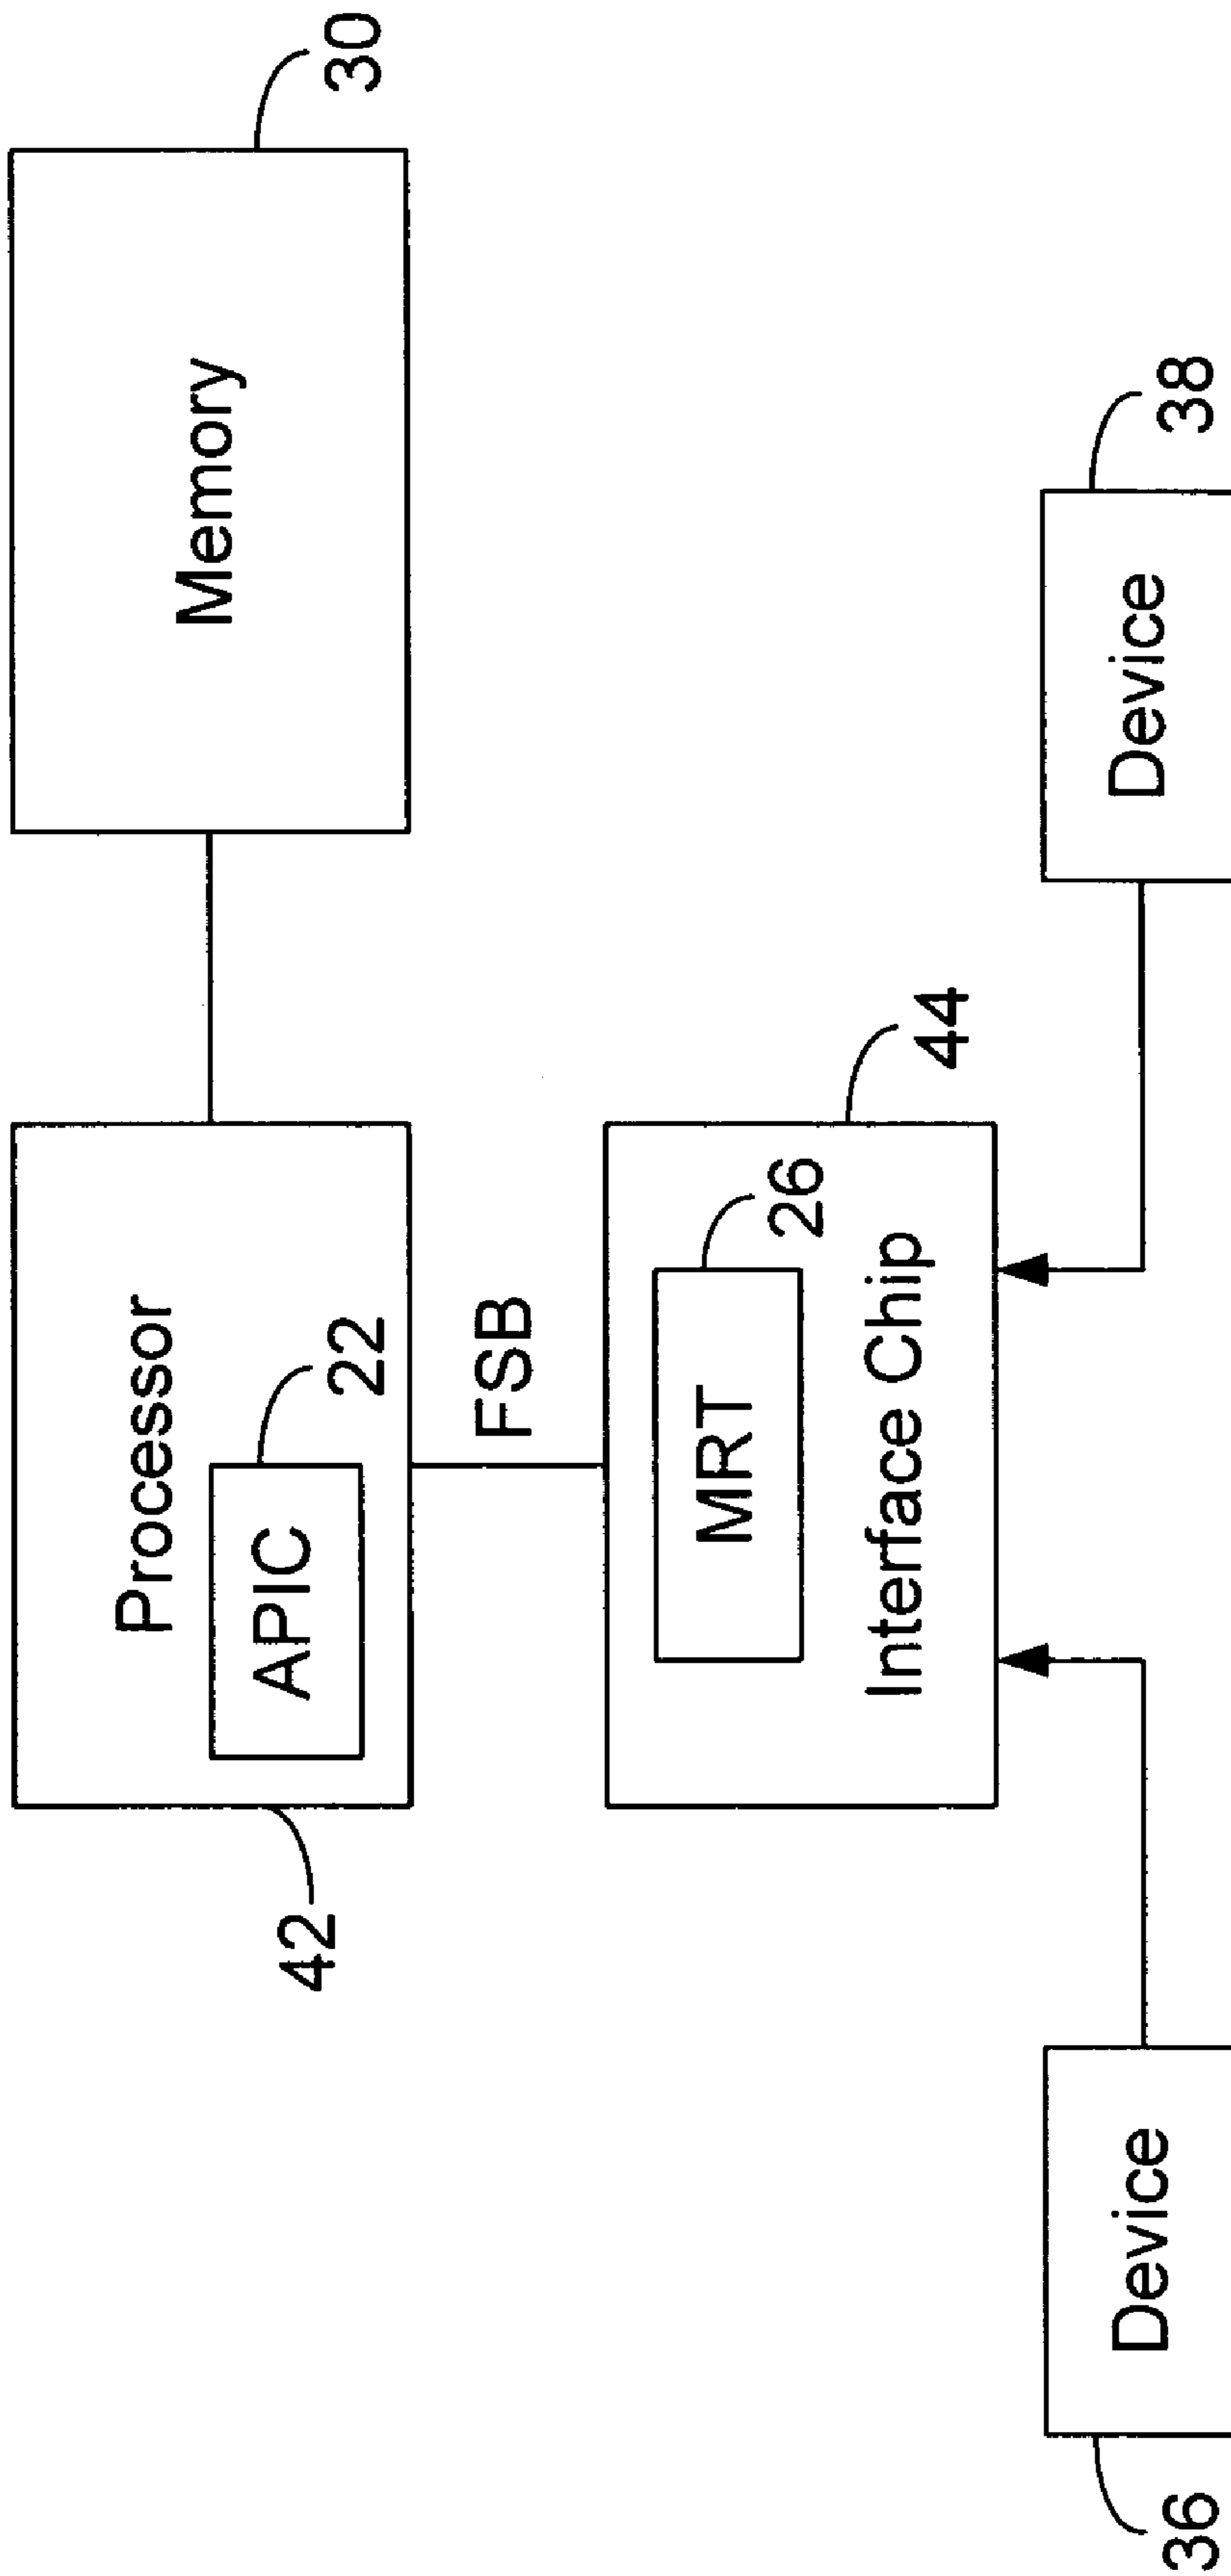 30
Processor
Memory
APIC
22
42
FSB
26
MRT
44
Interface Chip
38
Device
Device
36